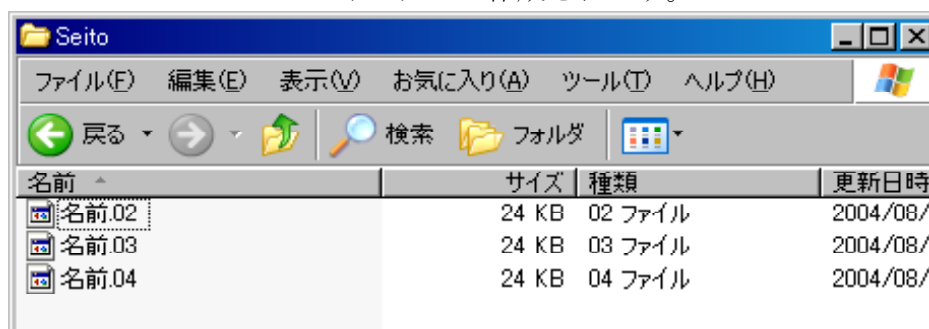 Seito
ファイル(F) 編集(E) 表示(V) お気に入り(A) ツール(T) ヘルプ(H)
戻る 検索 フォルダ
名前 サイズ 種類 更新日時
名前.02 24 KB 02 ファイル 2004/08/
名前.03 24 KB 03 ファイル 2004/08/
名前.04 24 KB 04 ファイル 2004/08/